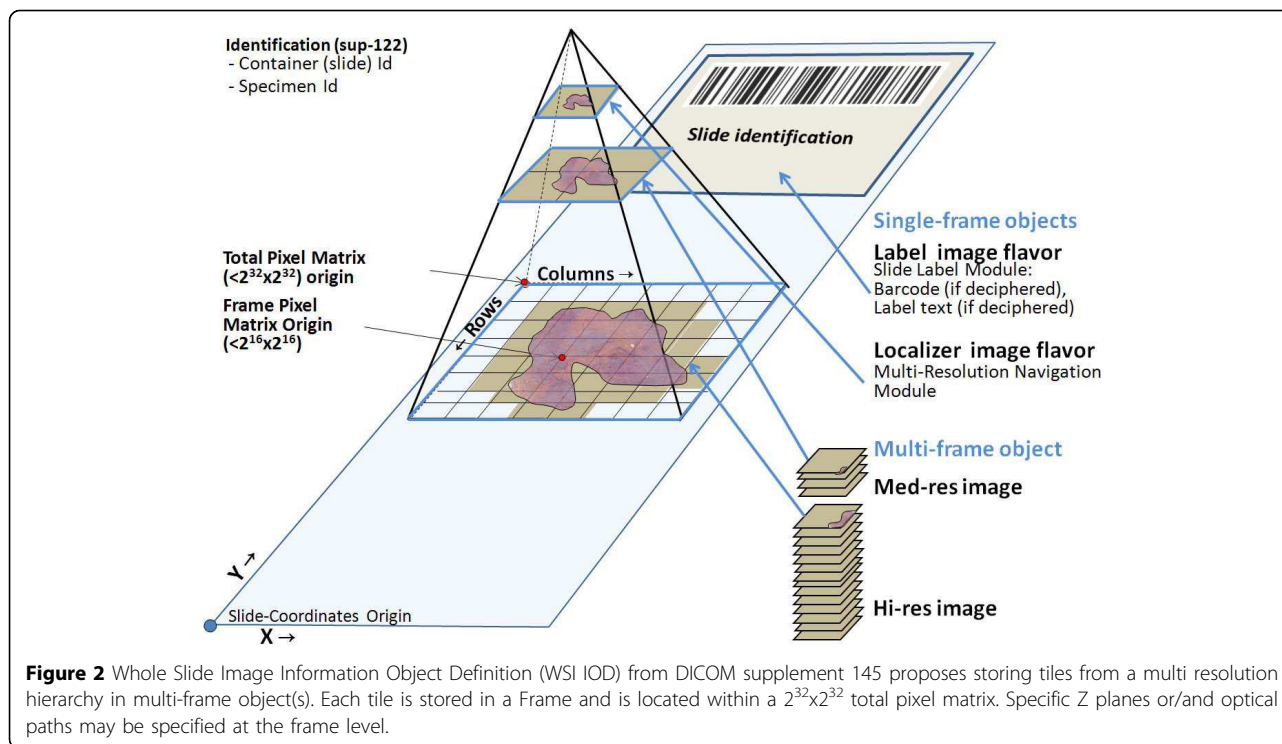 Identification (sup-122)
- Container (slide) Id
- Specimen Id
Slide identification
Single-frame objects
Label image flavor
Slide Label Module:
Barcode (if deciphered),
Label text (if deciphered)
Localizer image flavor
Multi-Resolution Navigation
Module
Total Pixel Matrix
(<2³²x2³²) origin
Columns →
Frame Pixel
Matrix Origin
(<2¹⁶x2¹⁶)
← Rows
Multi-frame object
Med-res image
Hi-res image
Y →
Slide-Coordinates Origin
X →
Figure 2 Whole Slide Image Information Object Definition (WSI IOD) from DICOM supplement 145 proposes storing tiles from a multi resolution
hierarchy in multi-frame object(s). Each tile is stored in a Frame and is located within a 2³²x2³² total pixel matrix. Specific Z planes or/and optical
paths may be specified at the frame level.